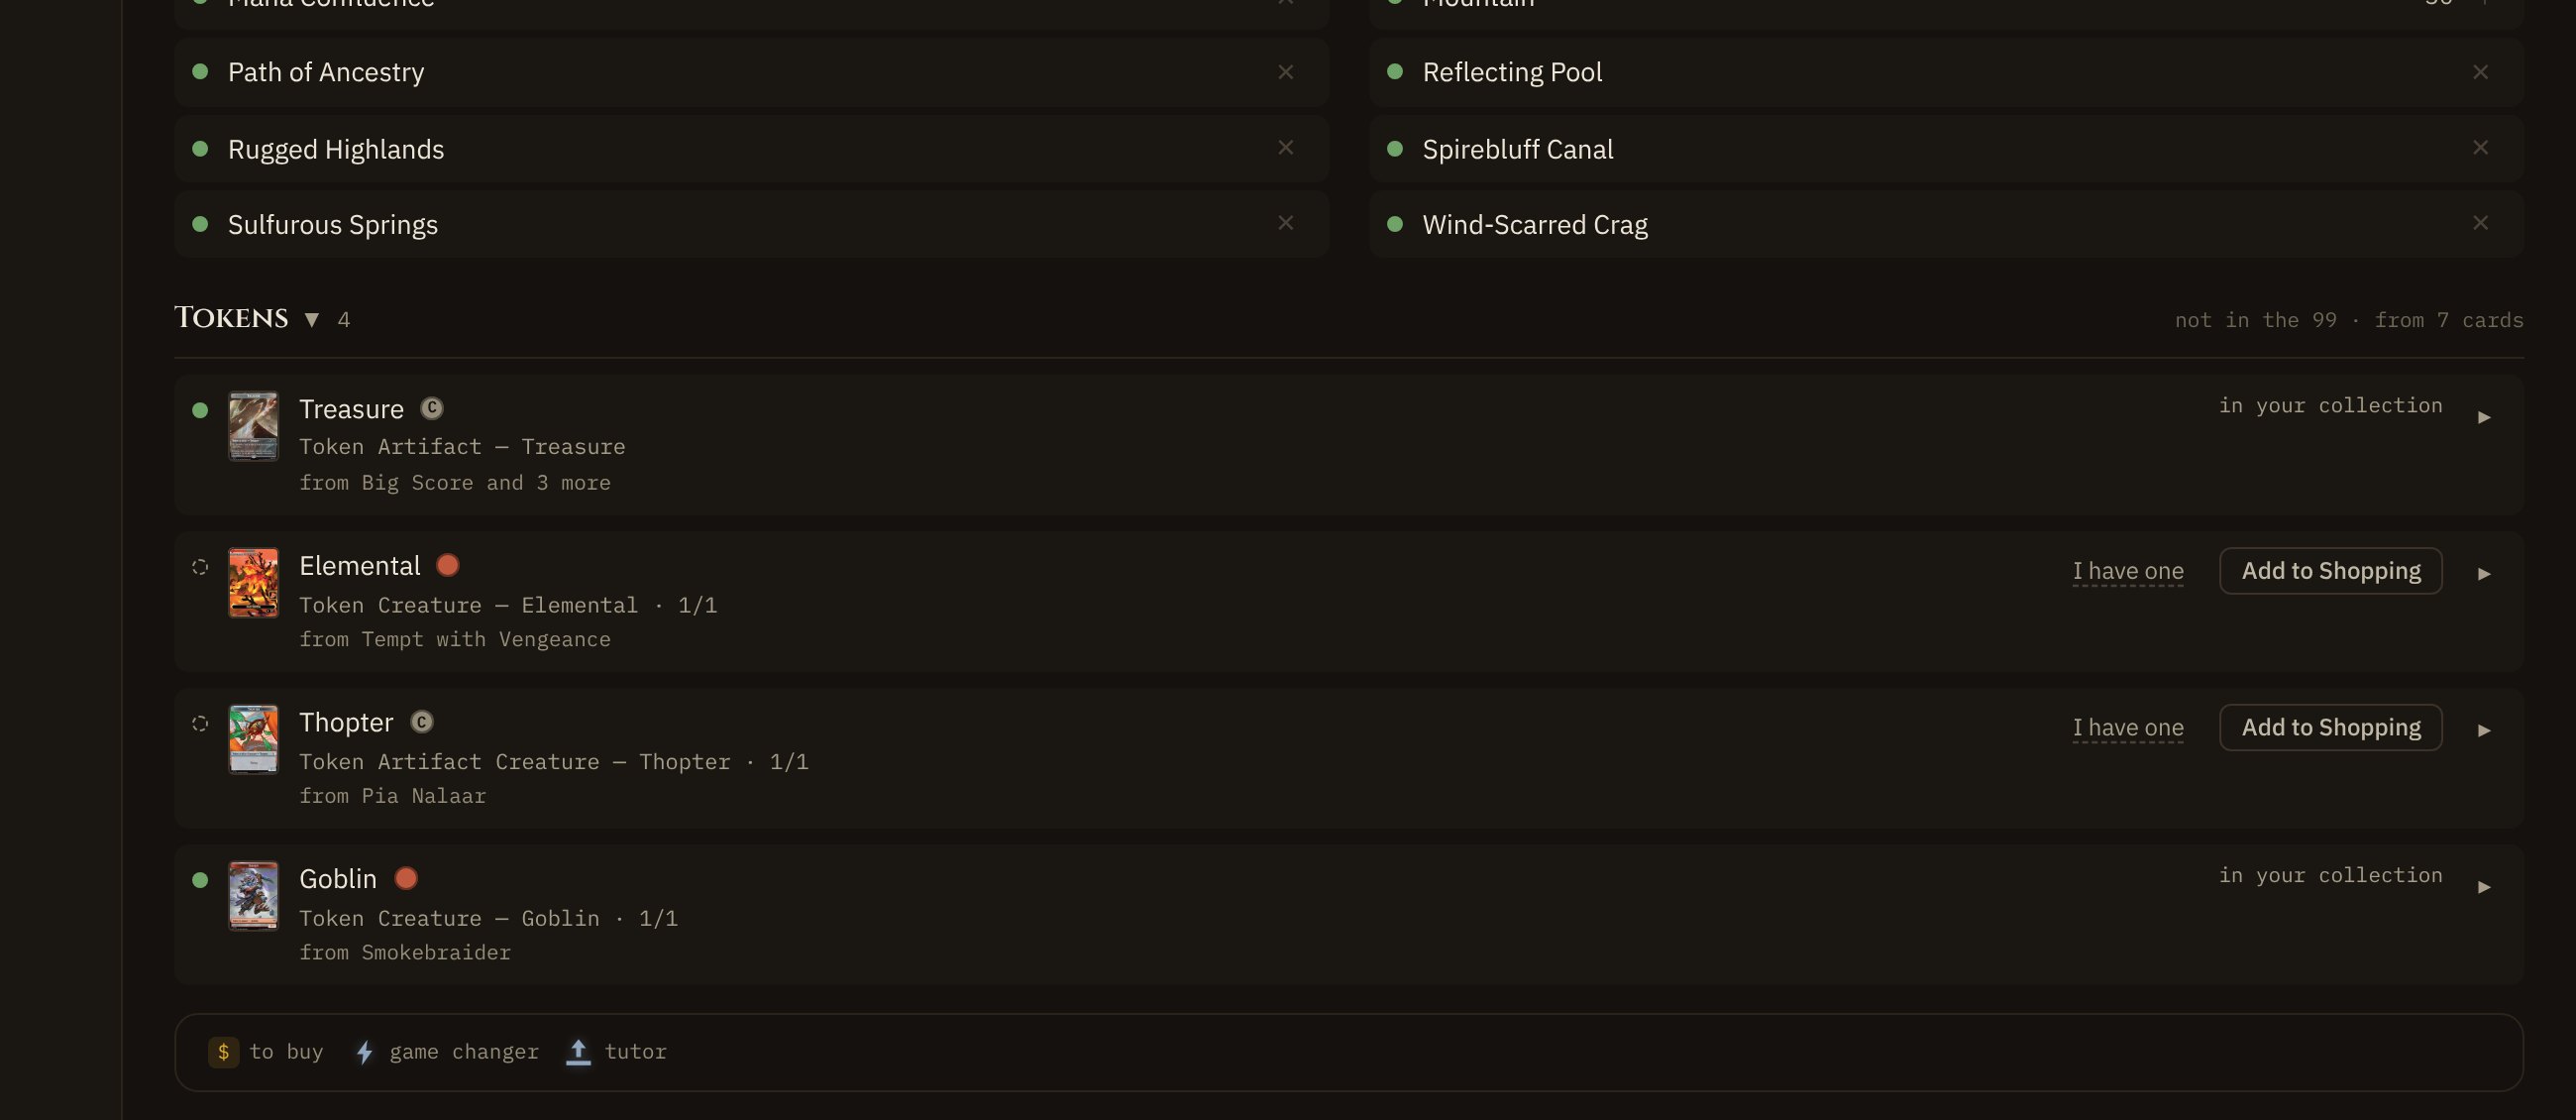 Mana Confluence ✕ Mountain
Path of Ancestry ✕ Reflecting Pool ✕
Rugged Highlands ✕ Spirebluff Canal ✕
Sulfurous Springs ✕ Wind-Scarred Crag ✕
Tokens ▼ 4 not in the 99 · from 7 cards
Treasure C in your collection ▶
Token Artifact — Treasure
from Big Score and 3 more
Elemental I have one Add to Shopping ▶
Token Creature — Elemental · 1/1
from Tempt with Vengeance
Thopter C I have one Add to Shopping ▶
Token Artifact Creature — Thopter · 1/1
from Pia Nalaar
Goblin in your collection ▶
Token Creature — Goblin · 1/1
from Smokebraider
$ to buy game changer tutor